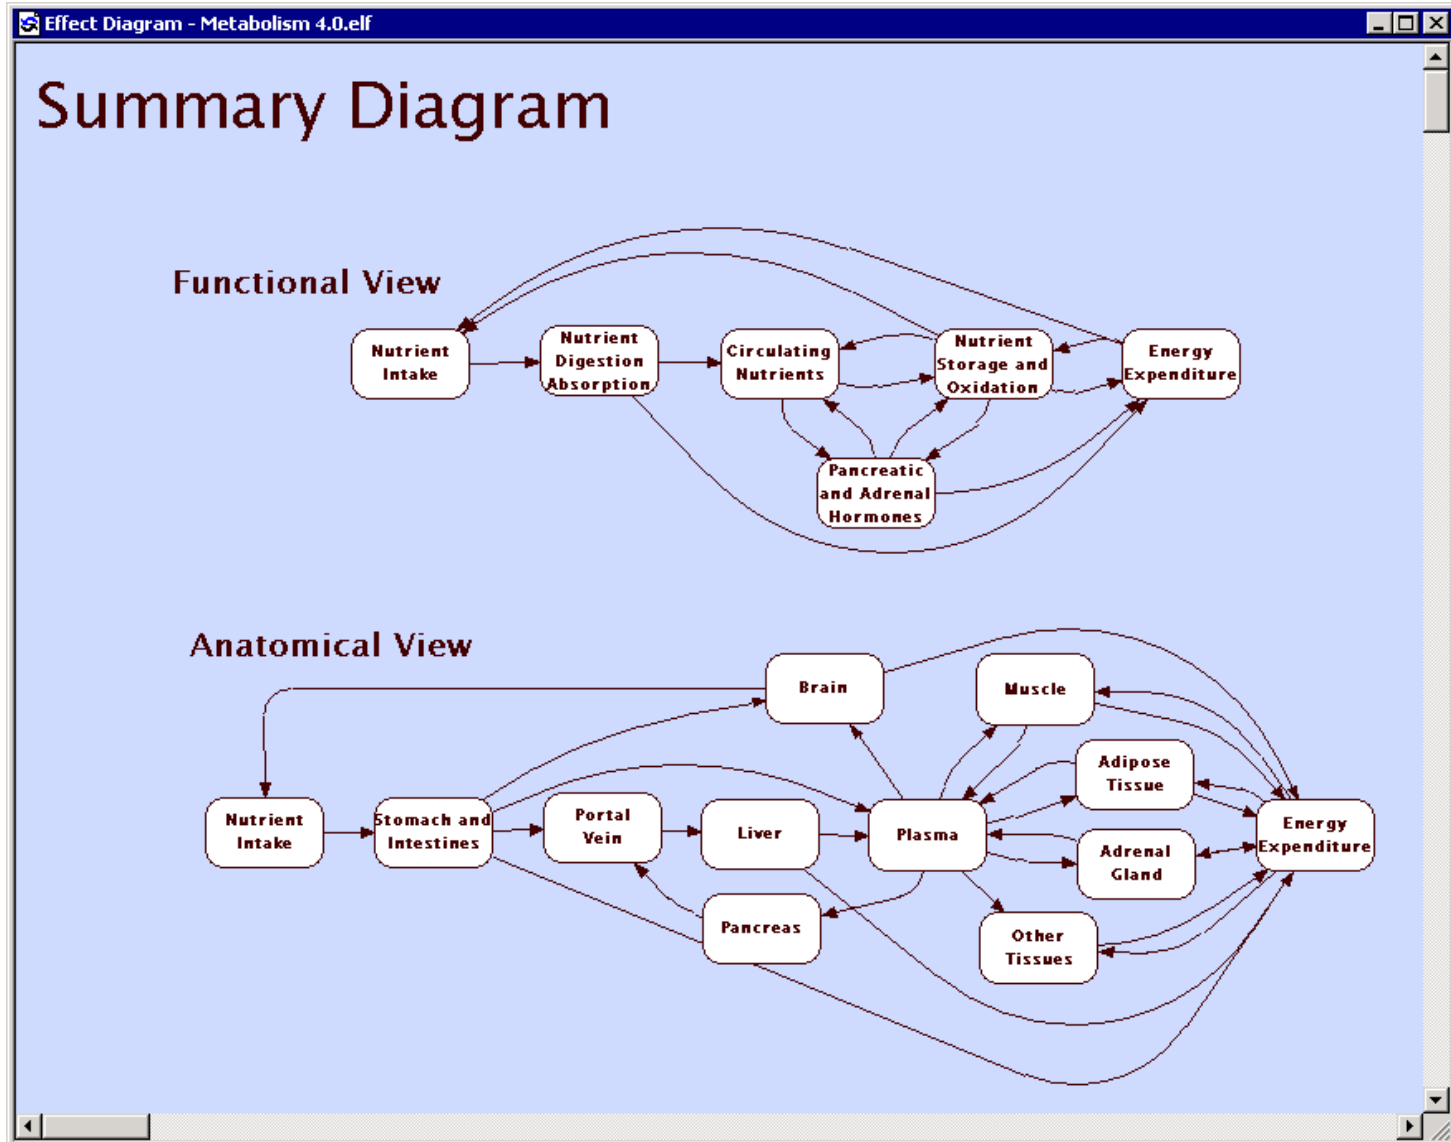 Effect Diagram - Metabolism 4.0.elf
Summary Diagram
Functional View
Nutrient
Intake
Nutrient
Digestion
Absorption
Circulating
Nutrients
Nutrient
Storage and
Oxidation
Energy
Expenditure
Pancreatic
and Adrenal
Hormones
Anatomical View
Brain
Muscle
Adipose
Tissue
Nutrient
Intake
Stomach and
Intestines
Portal
Vein
Liver
Plasma
Energy
Expenditure
Adrenal
Gland
Pancreas
Other
Tissues